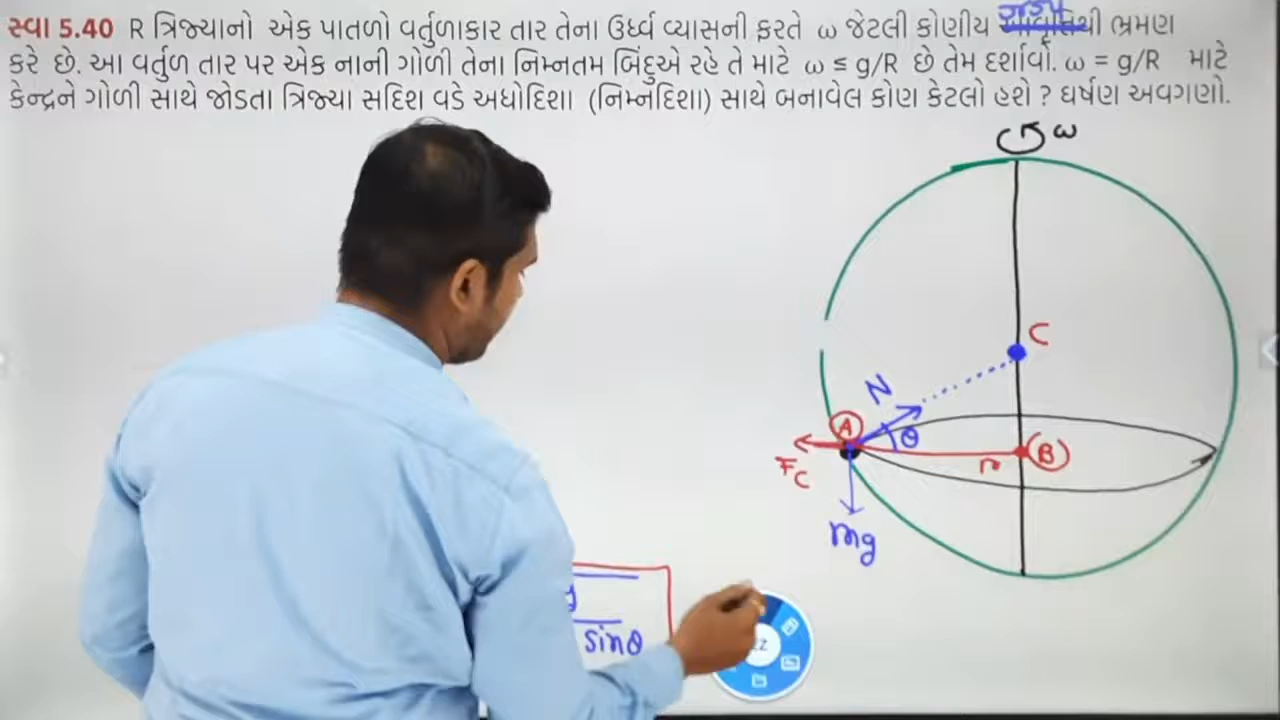 સ્વા 5.40 R ત્રિજ્યાનો એક પાતળો વર્તુળાકાર તાર તેના ઉર્ધ્વ વ્યાસની ફરતે ω જેટલી કોણીય ભ્રમણ
કરે છે. આ વર્તુળ તાર પર એક નાની ગોળી તેના નિમ્નતમ બિંદુએ રહે તે માટે ω ≤ g/R છે તેમ દર્શાવો. ω = g/R માટે
કેન્દ્રને ગોળી સાથે જોડતા ત્રિજ્યા સદિશ વડે અધોદિશા (નિમ્નદિશા) સાથે બનાવેલ કોણ કેટલો હશે ? ઘર્ષણ અવગણો.
ω
C
N
A
θ
Fc
r
B
mg
g
sinθ